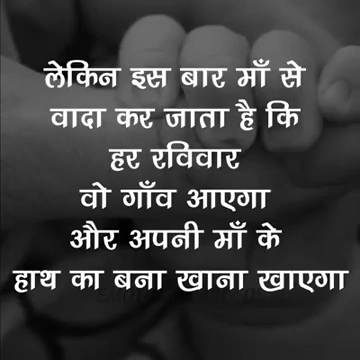 लेकिन इस बार माँ से
वादा कर जाता है कि
हर रविवार
वो गाँव आएगा
और अपनी माँ के
हाथ का बना खाना खाएगा